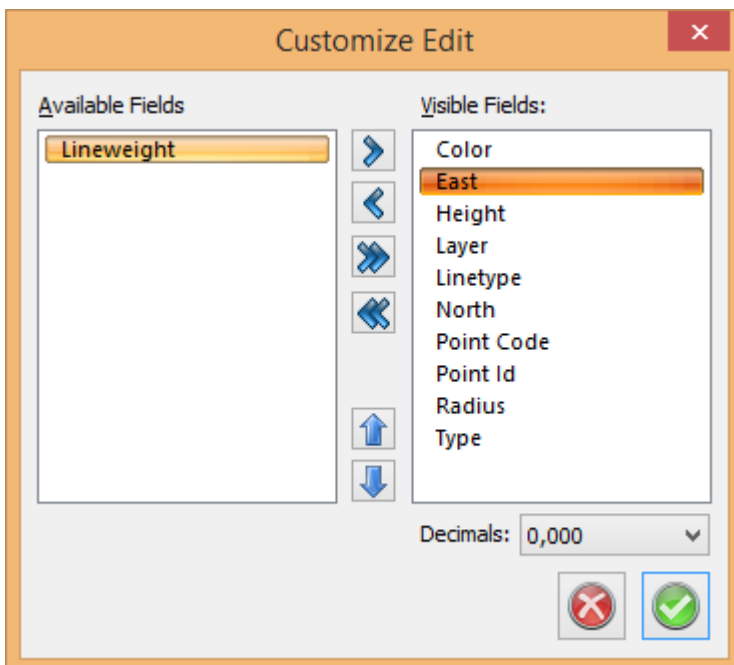 Customize Edit
Available Fields
Lineweight
Visible Fields:
Color
East
Height
Layer
Linetype
North
Point Code
Point Id
Radius
Type
Decimals: 0,000